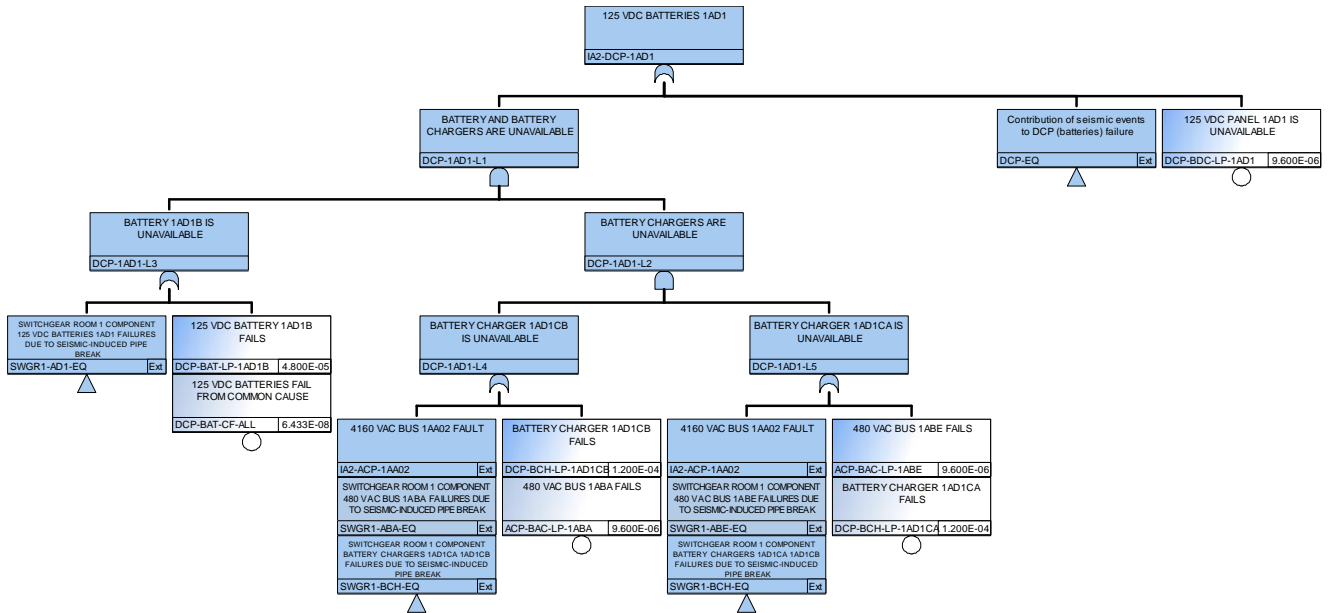 125 VDC BATTERIES 1AD1
IA2-DCP-1AD1
BATTERY AND BATTERY
CHARGERS ARE UNAVAILABLE
DCP-1AD1-L1
Contribution of seismic events
to DCP (batteries) failure
DCP-EQ Ext
125 VDC PANEL 1AD1 IS
UNAVAILABLE
DCP-BDC-LP-1AD1 9.600E-06
BATTERY 1AD1B IS
UNAVAILABLE
DCP-1AD1-L3
BATTERY CHARGERS ARE
UNAVAILABLE
DCP-1AD1-L2
SWITCHGEAR ROOM 1 COMPONENT
125 VDC BATTERIES 1AD1 FAILURES
DUE TO SEISMIC-INDUCED PIPE
BREAK
SWGR1-AD1-EQ Ext
125 VDC BATTERY 1AD1B
FAILS
DCP-BAT-LP-1AD1B 4.800E-05
125 VDC BATTERIES FAIL
FROM COMMON CAUSE
DCP-BAT-CF-ALL 6.433E-08
BATTERY CHARGER 1AD1CB
IS UNAVAILABLE
DCP-1AD1-L4
BATTERY CHARGER 1AD1CA IS
UNAVAILABLE
DCP-1AD1-L5
4160 VAC BUS 1AA02 FAULT
IA2-ACP-1AA02 Ext
SWITCHGEAR ROOM 1 COMPONENT
480 VAC BUS 1ABA FAILURES DUE
TO SEISMIC-INDUCED PIPE BREAK
SWGR1-ABA-EQ Ext
SWITCHGEAR ROOM 1 COMPONENT
BATTERY CHARGERS 1AD1CA 1AD1CB
FAILURES DUE TO SEISMIC-INDUCED
PIPE BREAK
SWGR1-BCH-EQ Ext
BATTERY CHARGER 1AD1CB
FAILS
DCP-BCH-LP-1AD1CB 1.200E-04
480 VAC BUS 1ABA FAILS
ACP-BAC-LP-1ABA 9.600E-06
4160 VAC BUS 1AA02 FAULT
IA2-ACP-1AA02 Ext
SWITCHGEAR ROOM 1 COMPONENT
480 VAC BUS 1ABE FAILURES DUE
TO SEISMIC-INDUCED PIPE BREAK
SWGR1-ABE-EQ Ext
SWITCHGEAR ROOM 1 COMPONENT
BATTERY CHARGERS 1AD1CA 1AD1CB
FAILURES DUE TO SEISMIC-INDUCED
PIPE BREAK
SWGR1-BCH-EQ Ext
480 VAC BUS 1ABE FAILS
ACP-BAC-LP-1ABE 9.600E-06
BATTERY CHARGER 1AD1CA
FAILS
DCP-BCH-LP-1AD1CA 1.200E-04